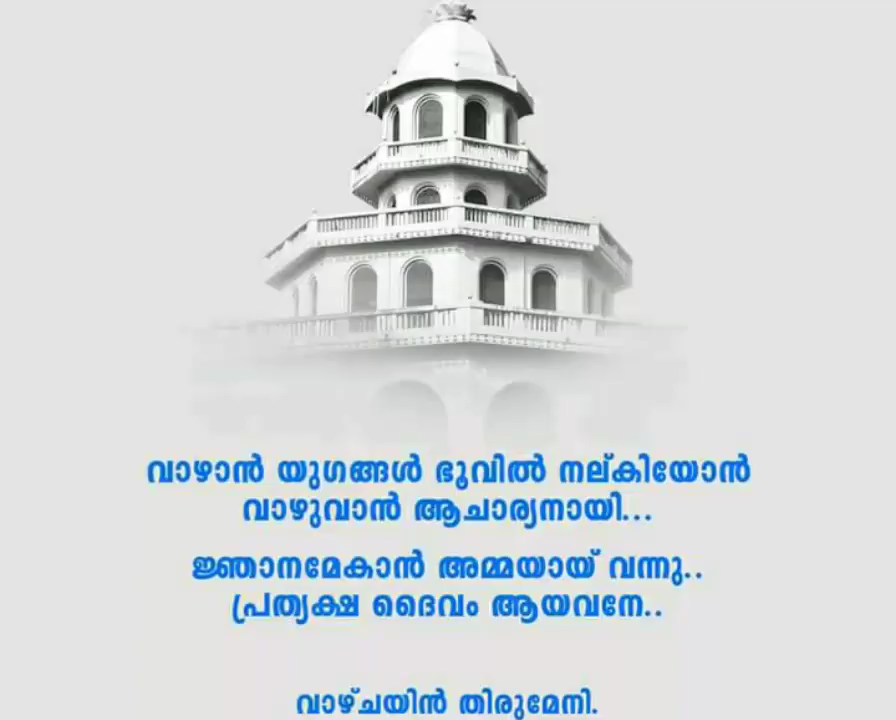 വാഴാൻ യുഗങ്ങൾ ഭൂവിൽ നല്കിയോൻ
വാഴുവാൻ ആചാര്യനായി...
ജ്ഞാനമേകാൻ അമ്മയായ് വന്നു..
പ്രത്യക്ഷ ദൈവം ആയവനേ..
വാഴ്ചയിൻ തിരുമേനി.